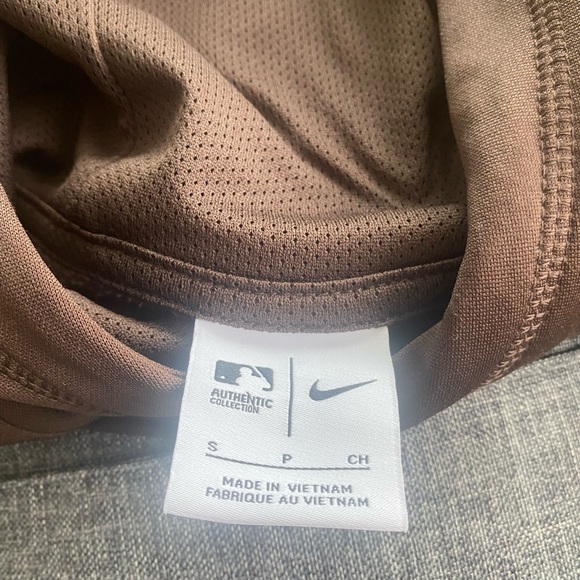 AUTHENTIC
COLLECTION
S P CH
MADE IN VIETNAM
FABRIQUE AU VIETNAM